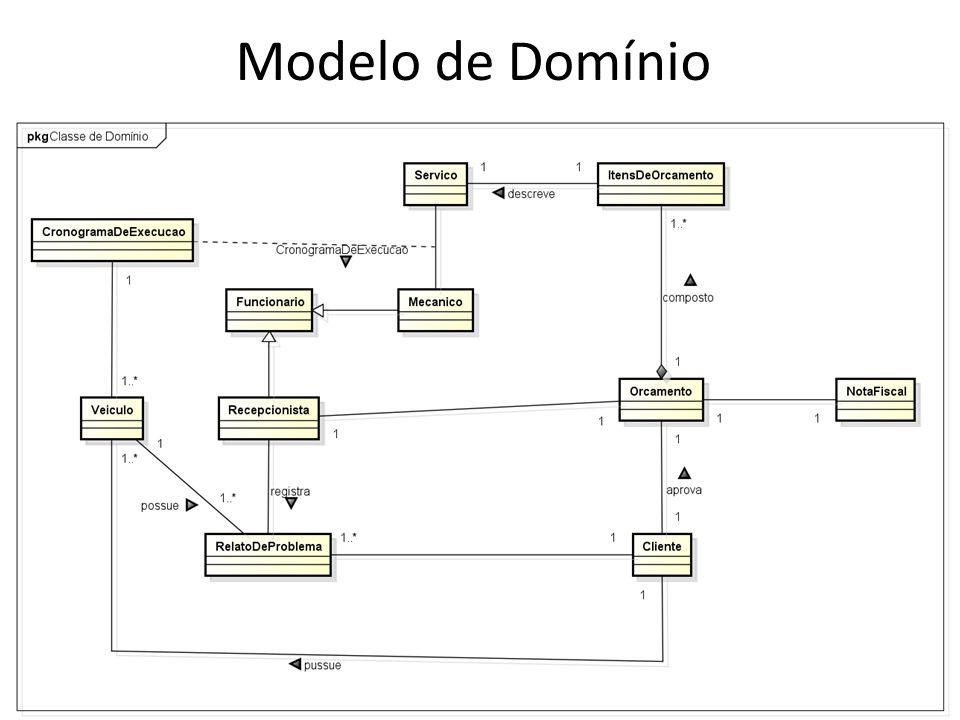 Modelo de Domínio
pkg Classe de Domínio
Servico
1
1
ItensDeOrcamento
descreve
1..*
CronogramaDeExecucao
CronogramaDeExecucao
1
composto
Funcionario
Mecanico
1
1..*
Veiculo
Recepcionista
Orcamento
NotaFiscal
1
1
1
1
1
1
1..*
possue
1..*
registra
aprova
1
RelatoDeProblema
1..*
1
Cliente
1
pussue